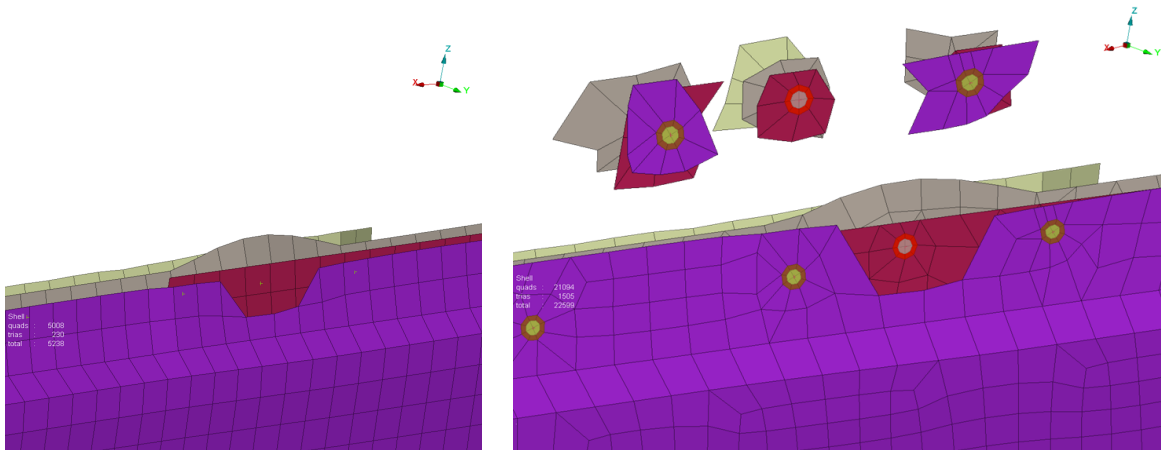 Z
X
Y
Shell
quads : 5008
trias : 230
total : 5238
Z
X
Y
Shell
quads : 21094
trias : 1505
total : 22599